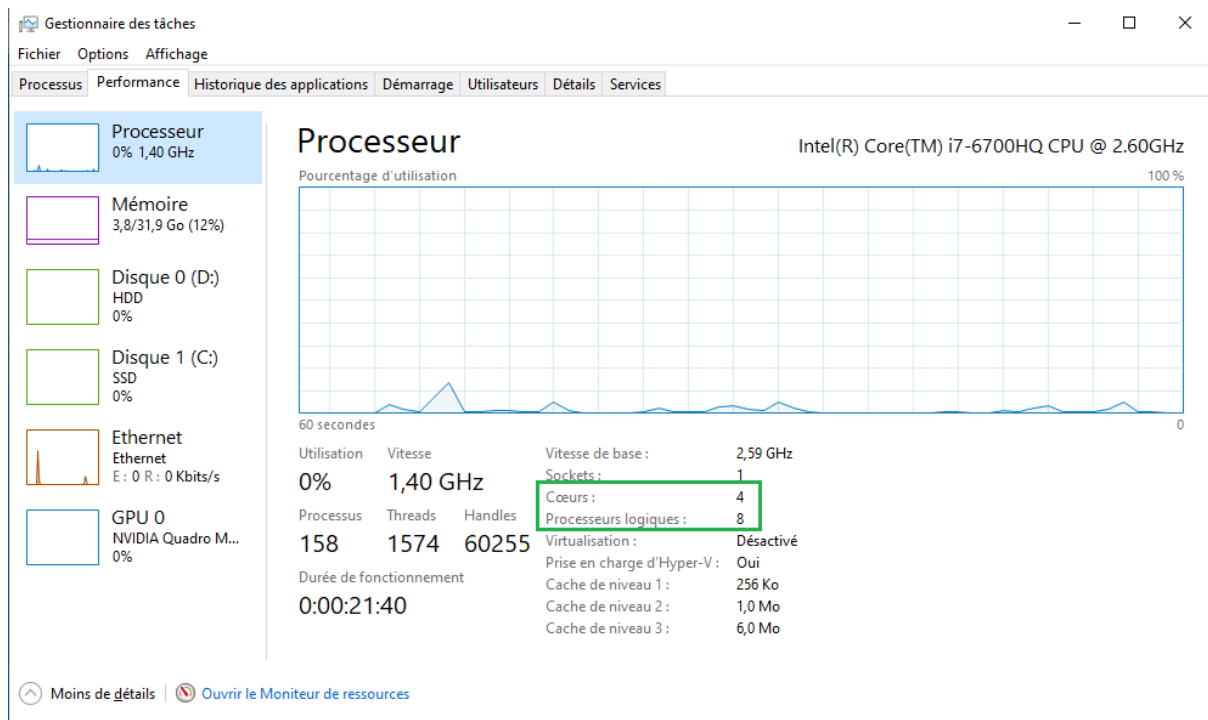 Gestionnaire des tâches
Fichier Options Affichage
Processus Performance Historique des applications Démarrage Utilisateurs Détails Services
Processeur
0% 1,40 GHz
Mémoire
3,8/31,9 Go (12%)
Disque 0 (D:)
HDD
0%
Disque 1 (C:)
SSD
0%
Ethernet
Ethernet
E : 0 R : 0 Kbits/s
GPU 0
NVIDIA Quadro M...
0%
Processeur Intel(R) Core(TM) i7-6700HQ CPU @ 2.60GHz
Pourcentage d'utilisation 100 %
60 secondes 0
Utilisation Vitesse
0% 1,40 GHz
Processus Threads Handles
158 1574 60255
Durée de fonctionnement
0:00:21:40
Vitesse de base : 2,59 GHz
Sockets : 1
Cœurs : 4
Processeurs logiques : 8
Virtualisation : Désactivé
Prise en charge d'Hyper-V : Oui
Cache de niveau 1 : 256 Ko
Cache de niveau 2 : 1,0 Mo
Cache de niveau 3 : 6,0 Mo
Moins de détails Ouvrir le Moniteur de ressources